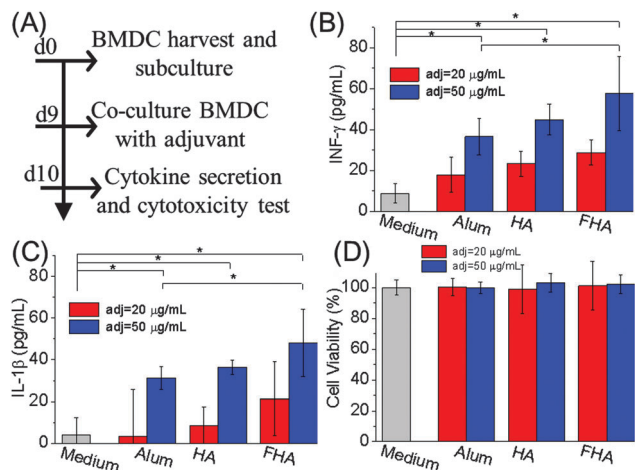 (A)
d0
BMDC harvest and
subculture
d9
Co-culture BMDC
with adjuvant
d10
Cytokine secretion
and cytotoxicity test
(B)
*
*
*
*
adj=20 μg/mL
adj=50 μg/mL
INF-γ (pg/mL)
100
80
60
40
20
0
Medium
Alum
HA
FHA
(C)
*
*
*
*
adj=20 μg/mL
adj=50 μg/mL
IL-1β (pg/mL)
80
60
40
20
0
Medium
Alum
HA
FHA
(D)
adj=20 μg/mL
adj=50 μg/mL
Cell Viability (%)
120
100
80
60
40
20
0
Medium
Alum
HA
FHA